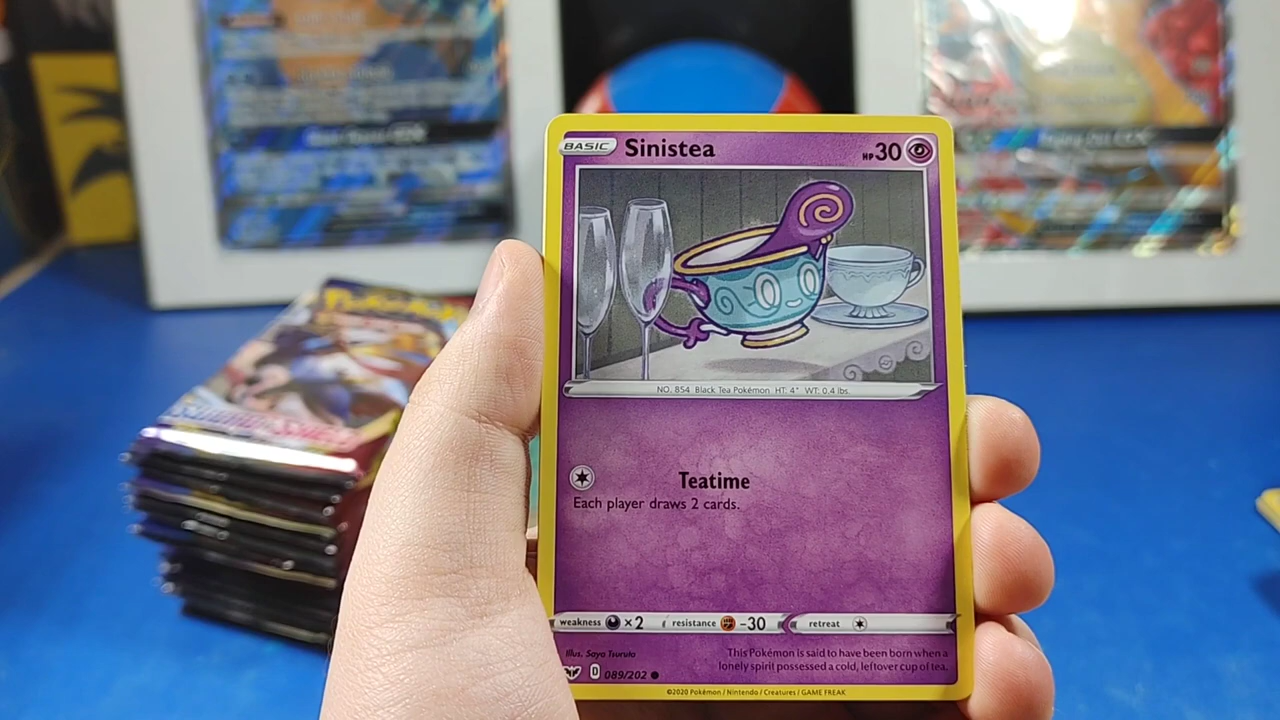 BASIC Sinistea HP 30
NO. 854 Black Tea Pokémon HT: 4" WT: 0.4 lbs.
Teatime
Each player draws 2 cards.
weakness ×2 resistance -30 retreat
Illus. Saya Tsuruta
This Pokémon is said to have been born when a
lonely spirit possessed a cold, leftover cup of tea.
D 089/202
©2020 Pokémon / Nintendo / Creatures / GAME FREAK
Pokémon